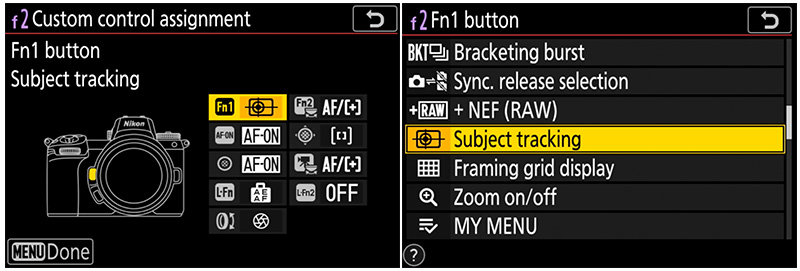 f2 Custom control assignment
Fn1 button
Subject tracking
Nikon
Fn1
Fn2 AF/[+]
AF-ON AF-ON
[ ]
AF-ON
AF/[+]
L-Fn AE AF
L-Fn2 OFF
MENU Done
f2 Fn1 button
BKT Bracketing burst
Sync. release selection
+RAW + NEF (RAW)
Subject tracking
Framing grid display
Zoom on/off
MY MENU
?